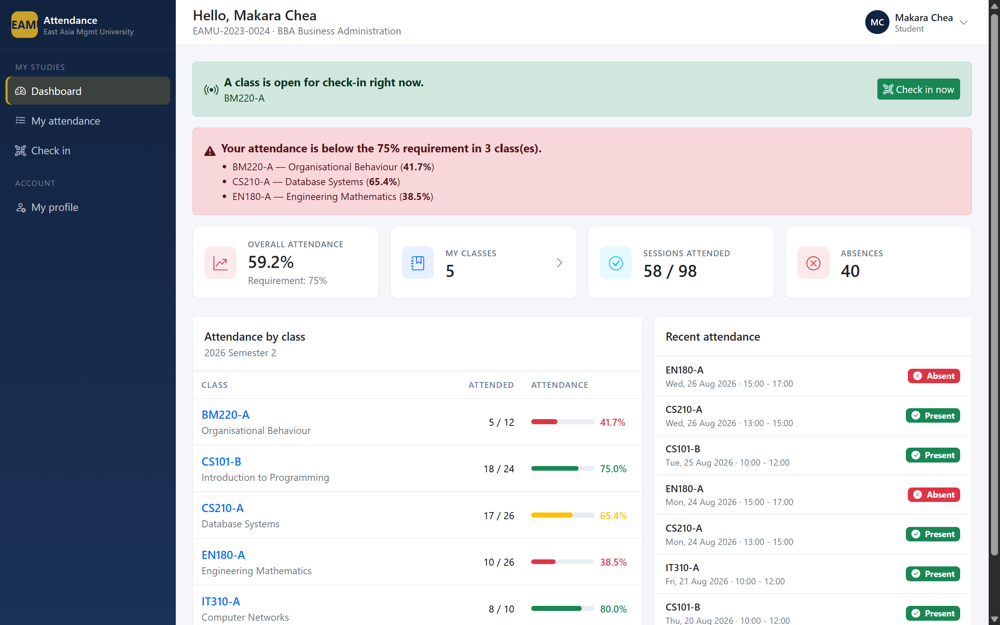 EAMU
Attendance
East Asia Mgmt University
MY STUDIES
Dashboard
My attendance
Check in
ACCOUNT
My profile
Hello, Makara Chea
EAMU-2023-0024 · BBA Business Administration
MC
Makara Chea
Student
A class is open for check-in right now.
BM220-A
Check in now
Your attendance is below the 75% requirement in 3 class(es).
• BM220-A — Organisational Behaviour (41.7%)
• CS210-A — Database Systems (65.4%)
• EN180-A — Engineering Mathematics (38.5%)
OVERALL ATTENDANCE
59.2%
Requirement: 75%
MY CLASSES
5
SESSIONS ATTENDED
58 / 98
ABSENCES
40
Attendance by class
2026 Semester 2
CLASS ATTENDED ATTENDANCE
BM220-A
Organisational Behaviour
5 / 12 41.7%
CS101-B
Introduction to Programming
18 / 24 75.0%
CS210-A
Database Systems
17 / 26 65.4%
EN180-A
Engineering Mathematics
10 / 26 38.5%
IT310-A
Computer Networks
8 / 10 80.0%
Recent attendance
EN180-A
Wed, 26 Aug 2026 · 15:00 - 17:00
Absent
CS210-A
Wed, 26 Aug 2026 · 13:00 - 15:00
Present
CS101-B
Tue, 25 Aug 2026 · 10:00 - 12:00
Present
EN180-A
Mon, 24 Aug 2026 · 15:00 - 17:00
Absent
CS210-A
Mon, 24 Aug 2026 · 13:00 - 15:00
Present
IT310-A
Fri, 21 Aug 2026 · 10:00 - 12:00
Present
CS101-B
Thu, 20 Aug 2026 · 10:00 - 12:00
Present